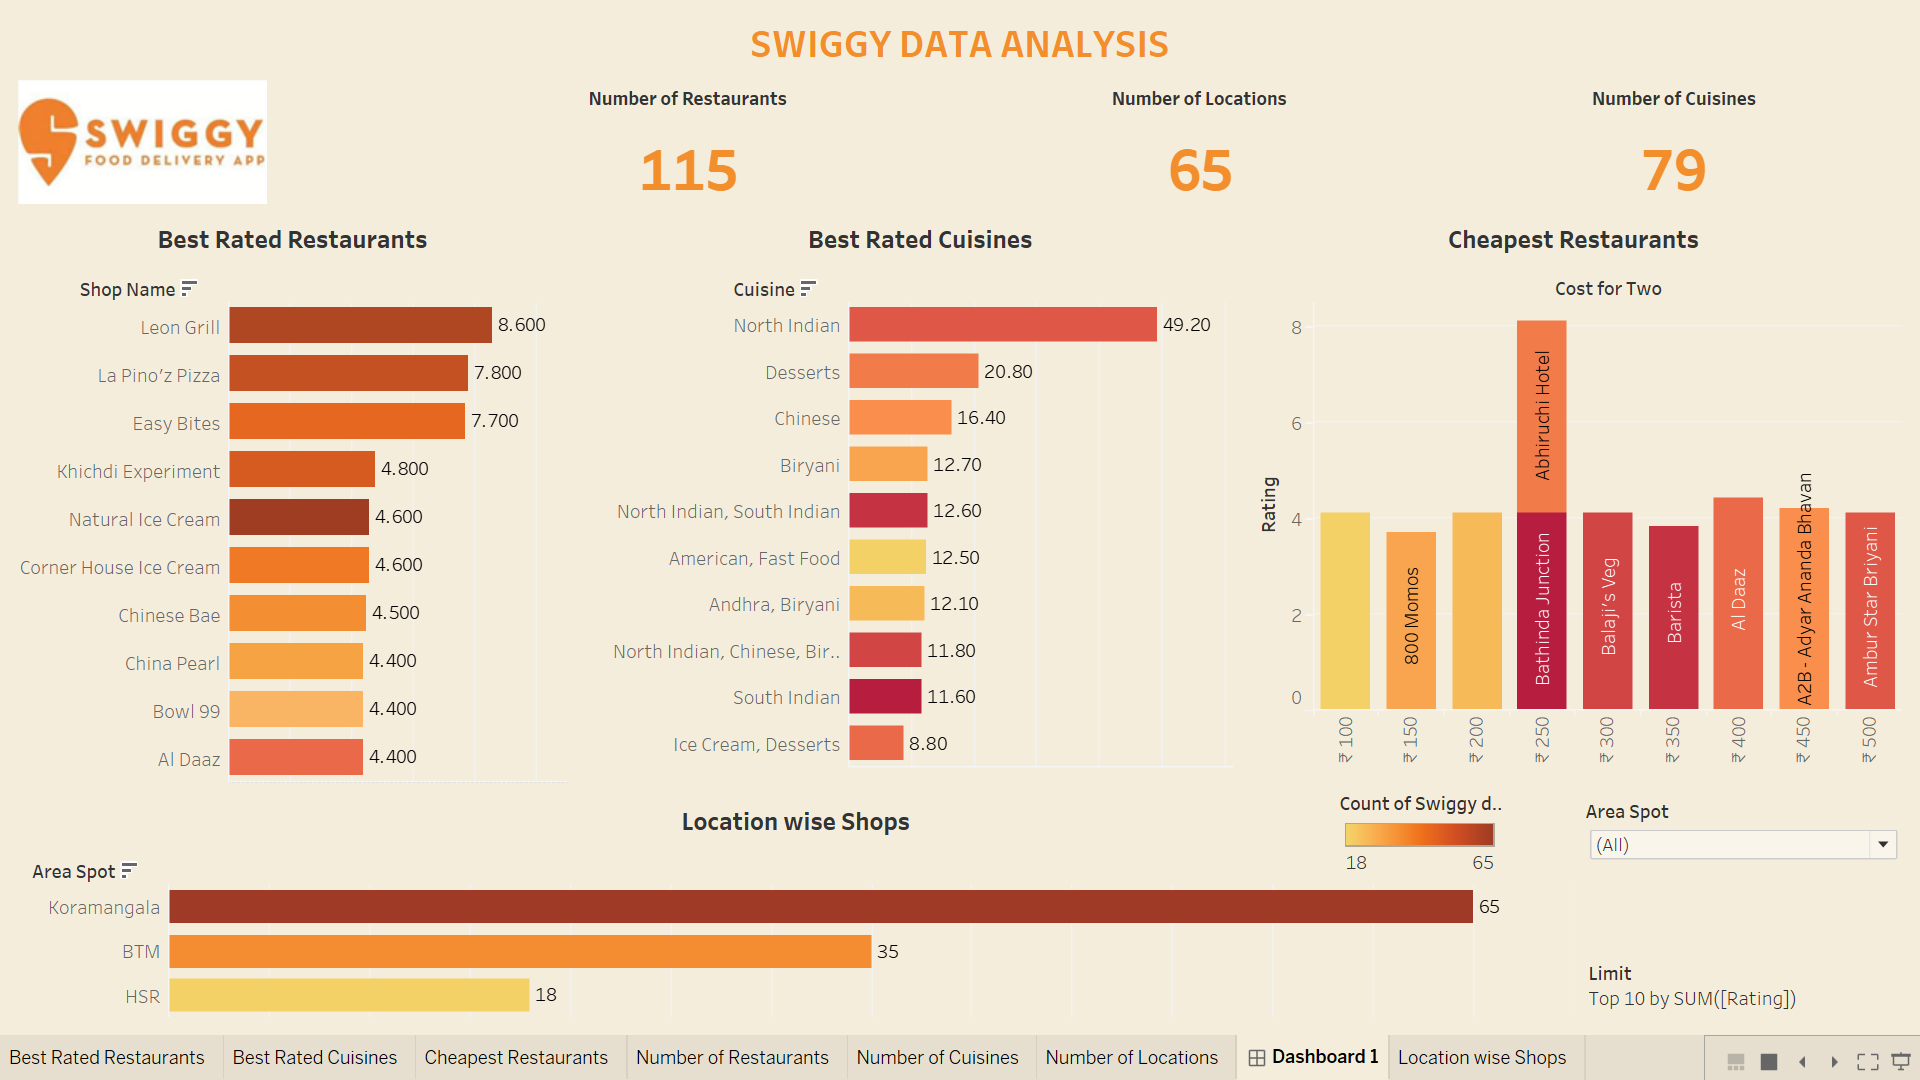 SWIGGY DATA ANALYSIS
SWIGGY
FOOD DELIVERY APP
Number of Restaurants
115
Number of Locations
65
Number of Cuisines
79
Best Rated Restaurants
Shop Name
Leon Grill 8.600
La Pino’z Pizza 7.800
Easy Bites 7.700
Khichdi Experiment 4.800
Natural Ice Cream 4.600
Corner House Ice Cream 4.600
Chinese Bae 4.500
China Pearl 4.400
Bowl 99 4.400
Al Daaz 4.400
Best Rated Cuisines
Cuisine
North Indian 49.20
Desserts 20.80
Chinese 16.40
Biryani 12.70
North Indian, South Indian 12.60
American, Fast Food 12.50
Andhra, Biryani 12.10
North Indian, Chinese, Bir.. 11.80
South Indian 11.60
Ice Cream, Desserts 8.80
Cheapest Restaurants
Cost for Two
Rating
8
6
4
2
0
800 Momos
Abhiruchi Hotel
Bathinda Junction
Balaji’s Veg
Barista
Al Daaz
A2B - Adyar Ananda Bhavan
Ambur Star Briyani
₹ 100
₹ 150
₹ 200
₹ 250
₹ 300
₹ 350
₹ 400
₹ 450
₹ 500
Location wise Shops
Area Spot
Koramangala 65
BTM 35
HSR 18
Count of Swiggy d..
18 65
Area Spot
(All)
Limit
Top 10 by SUM([Rating])
Best Rated Restaurants Best Rated Cuisines Cheapest Restaurants Number of Restaurants Number of Cuisines Number of Locations Dashboard 1 Location wise Shops